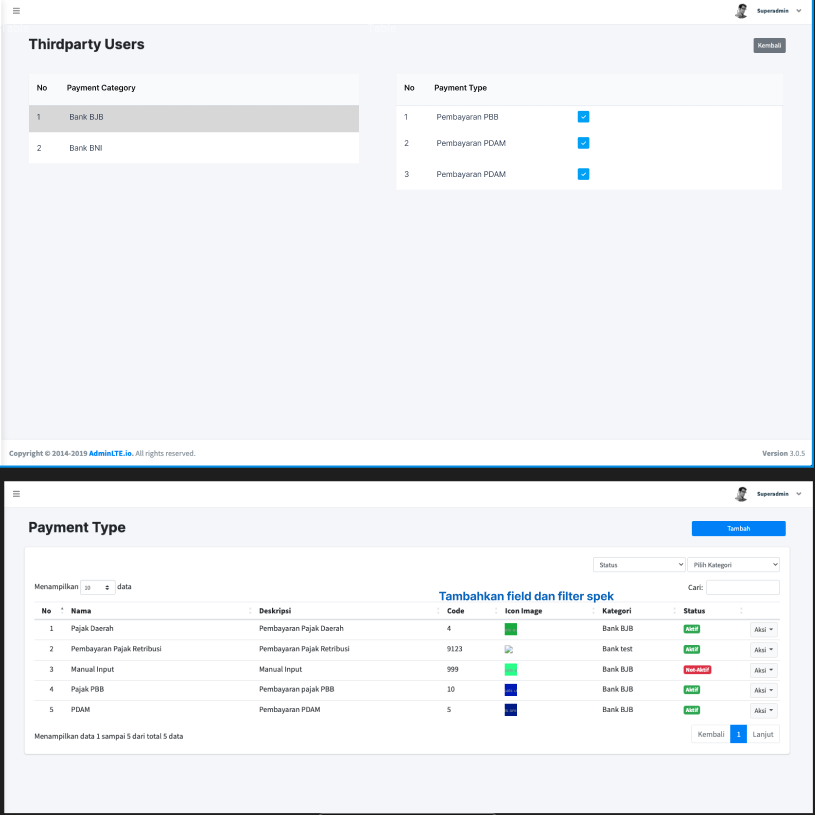 Superadmin
Thirdparty Users
Kembali
No Payment Category
1 Bank BJB
2 Bank BNI
No Payment Type
1 Pembayaran PBB
2 Pembayaran PDAM
3 Pembayaran PDAM
Copyright © 2014-2019 AdminLTE.io. All rights reserved.
Version 3.0.5
Superadmin
Payment Type
Tambah
Status Pilih Kategori
Menampilkan 10 data
Cari:
Tambahkan field dan filter spek
No Nama Deskripsi Code Icon Image Kategori Status
1 Pajak Daerah Pembayaran Pajak Daerah 4 Bank BJB Aktif Aksi
2 Pembayaran Pajak Retribusi Pembayaran Pajak Retribusi 9123 Bank test Aktif Aksi
3 Manual Input Manual Input 999 Bank BJB Not-Aktif Aksi
4 Pajak PBB Pembayaran pajak PBB 10 Bank BJB Aktif Aksi
5 PDAM Pembayaran PDAM 5 Bank BJB Aktif Aksi
Menampilkan data 1 sampai 5 dari total 5 data
Kembali 1 Lanjut